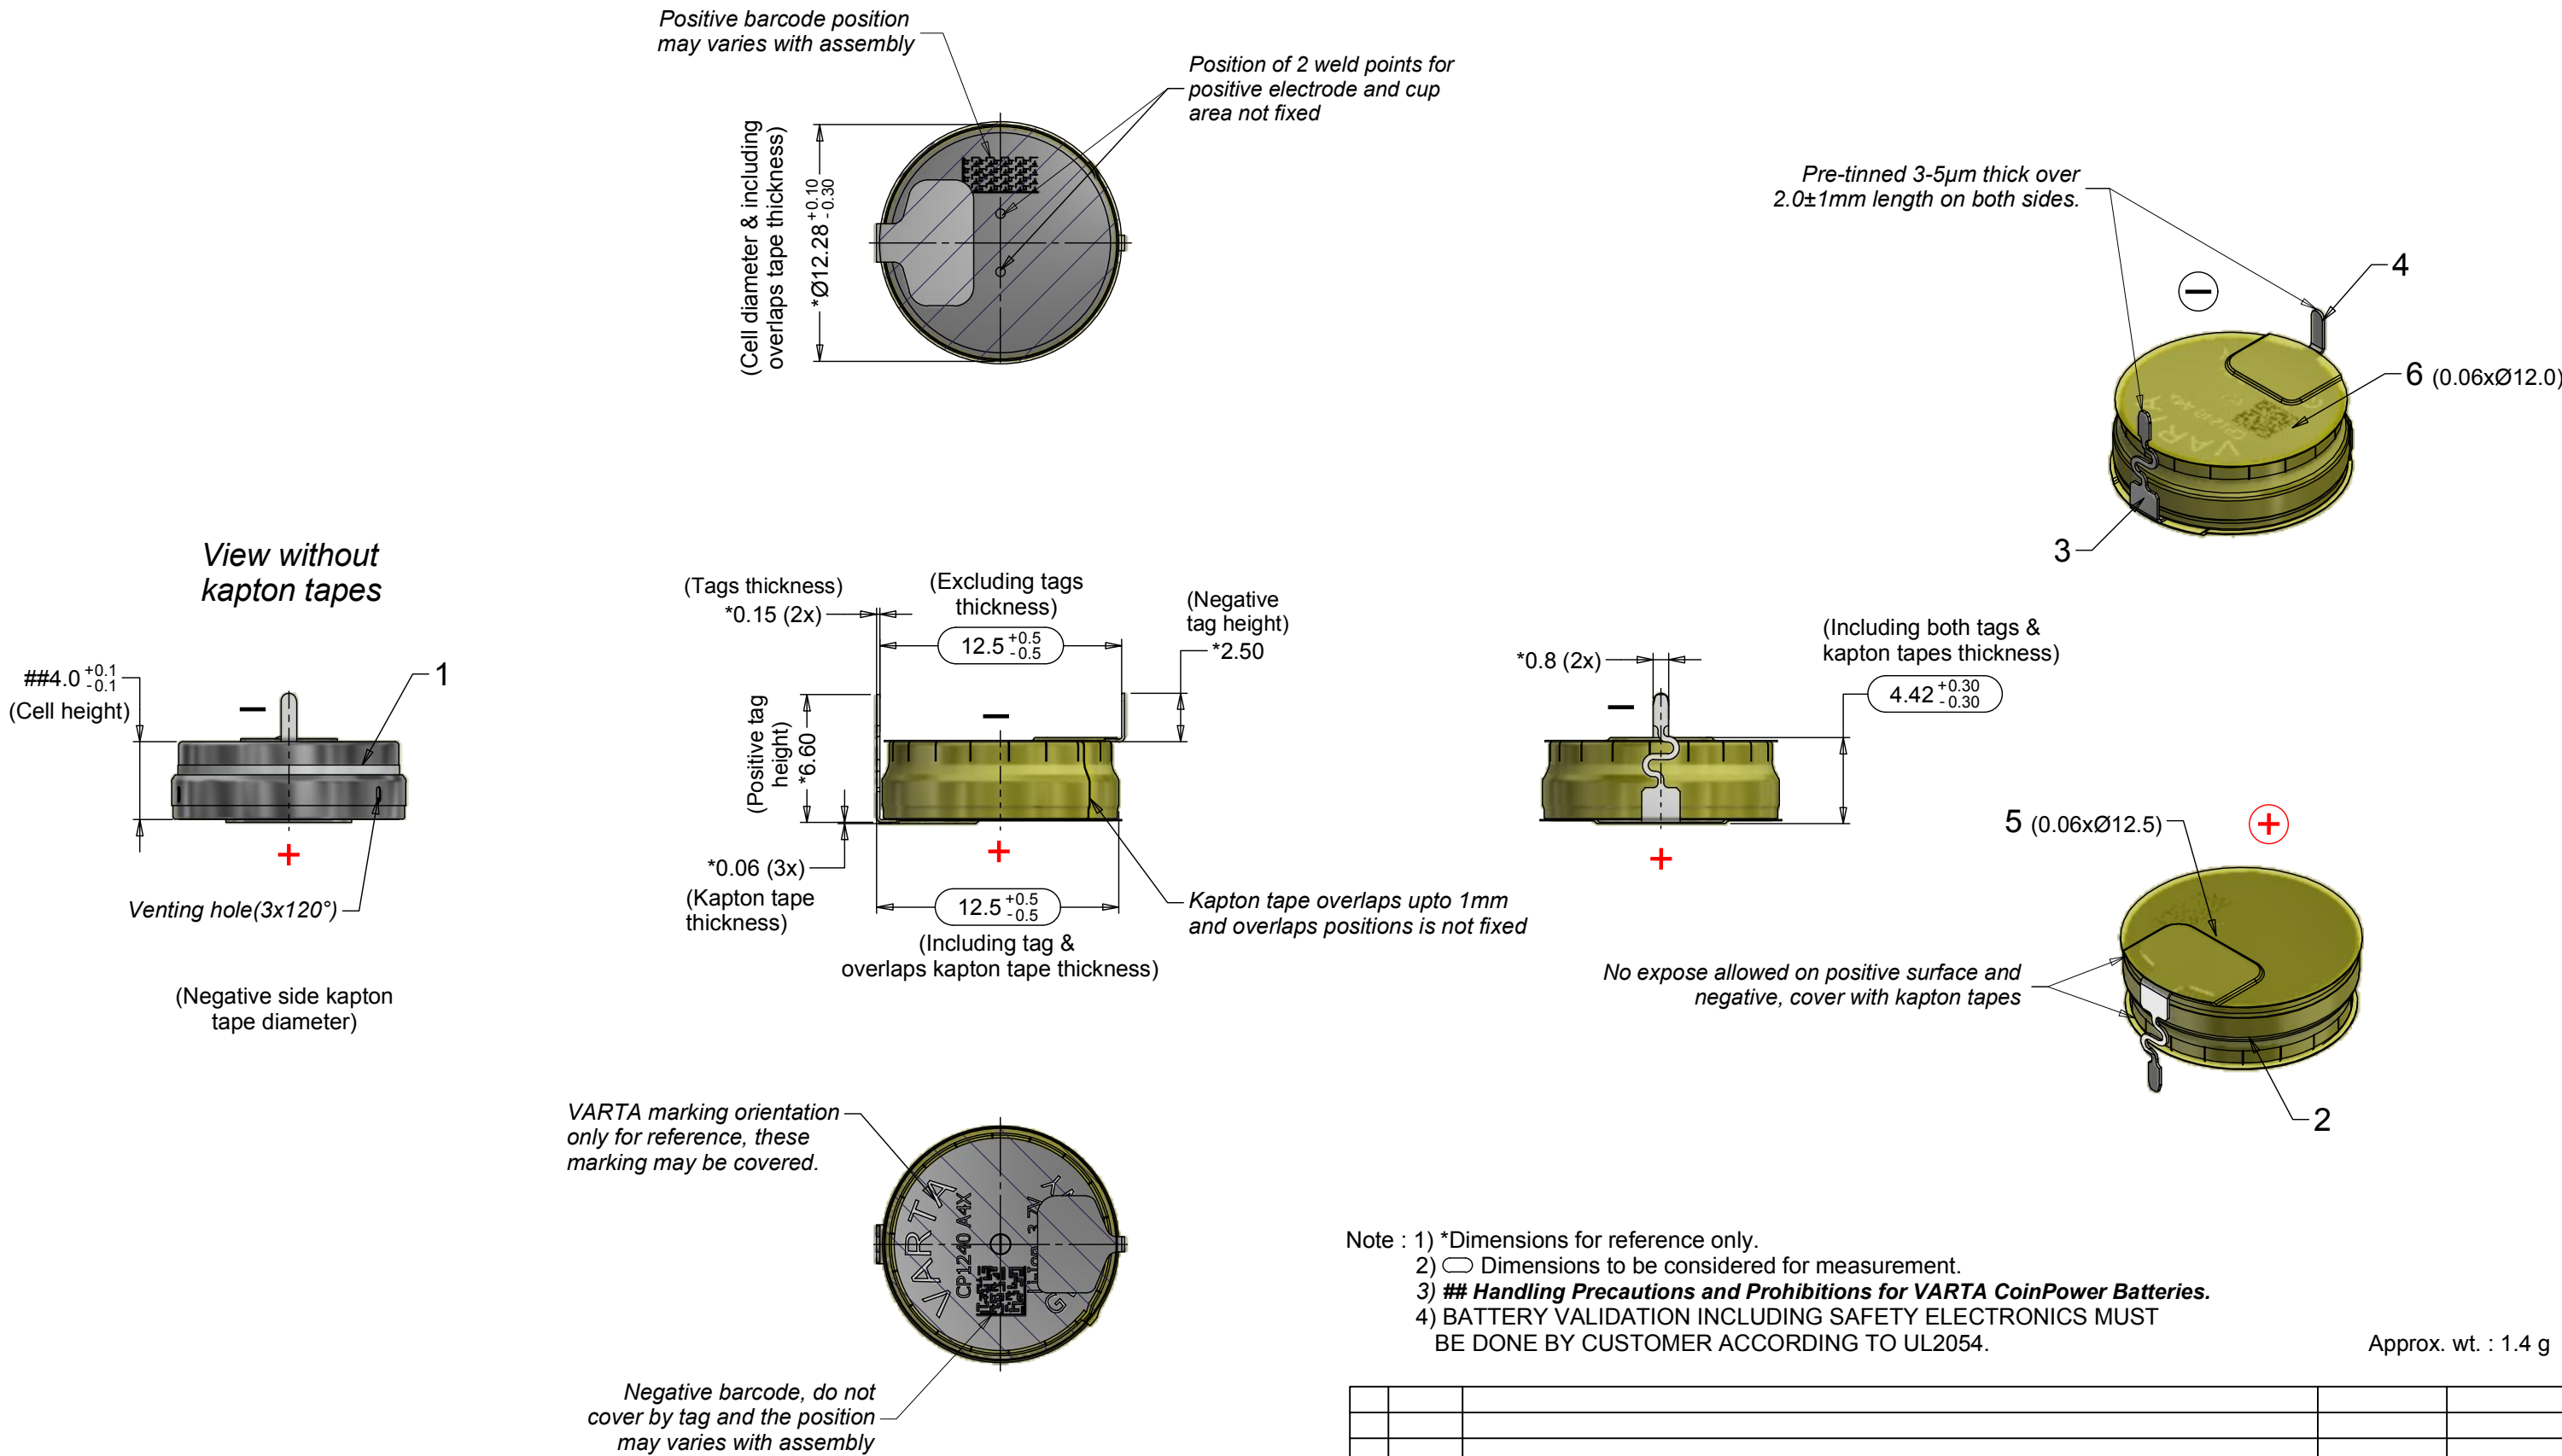 Positive barcode position
may varies with assembly
Position of 2 weld points for
positive electrode and cup
area not fixed
(Cell diameter & including
overlaps tape thickness)
*Ø12.28 +0.10 -0.30
Pre-tinned 3-5µm thick over
2.0±1mm length on both sides.
4
6 (0.06xØ12.0)
3
View without
kapton tapes
##4.0 +0.1 -0.1
(Cell height)
1
Venting hole(3x120°)
(Negative side kapton
tape diameter)
(Tags thickness)
*0.15 (2x)
(Excluding tags
thickness)
12.5 +0.5 -0.5
(Negative
tag height)
*2.50
(Positive tag
height)
*6.60
*0.06 (3x)
(Kapton tape
thickness)
12.5 +0.5 -0.5
(Including tag &
overlaps kapton tape thickness)
Kapton tape overlaps upto 1mm
and overlaps positions is not fixed
*0.8 (2x)
(Including both tags &
kapton tapes thickness)
4.42 +0.30 -0.30
5 (0.06xØ12.5)
No expose allowed on positive surface and
negative, cover with kapton tapes
2
VARTA marking orientation
only for reference, these
marking may be covered.
VARTA
CP1240 A4X
Negative barcode, do not
cover by tag and the position
may varies with assembly
Note : 1) *Dimensions for reference only.
2) Dimensions to be considered for measurement.
3) ## Handling Precautions and Prohibitions for VARTA CoinPower Batteries.
4) BATTERY VALIDATION INCLUDING SAFETY ELECTRONICS MUST
BE DONE BY CUSTOMER ACCORDING TO UL2054.
Approx. wt. : 1.4 g